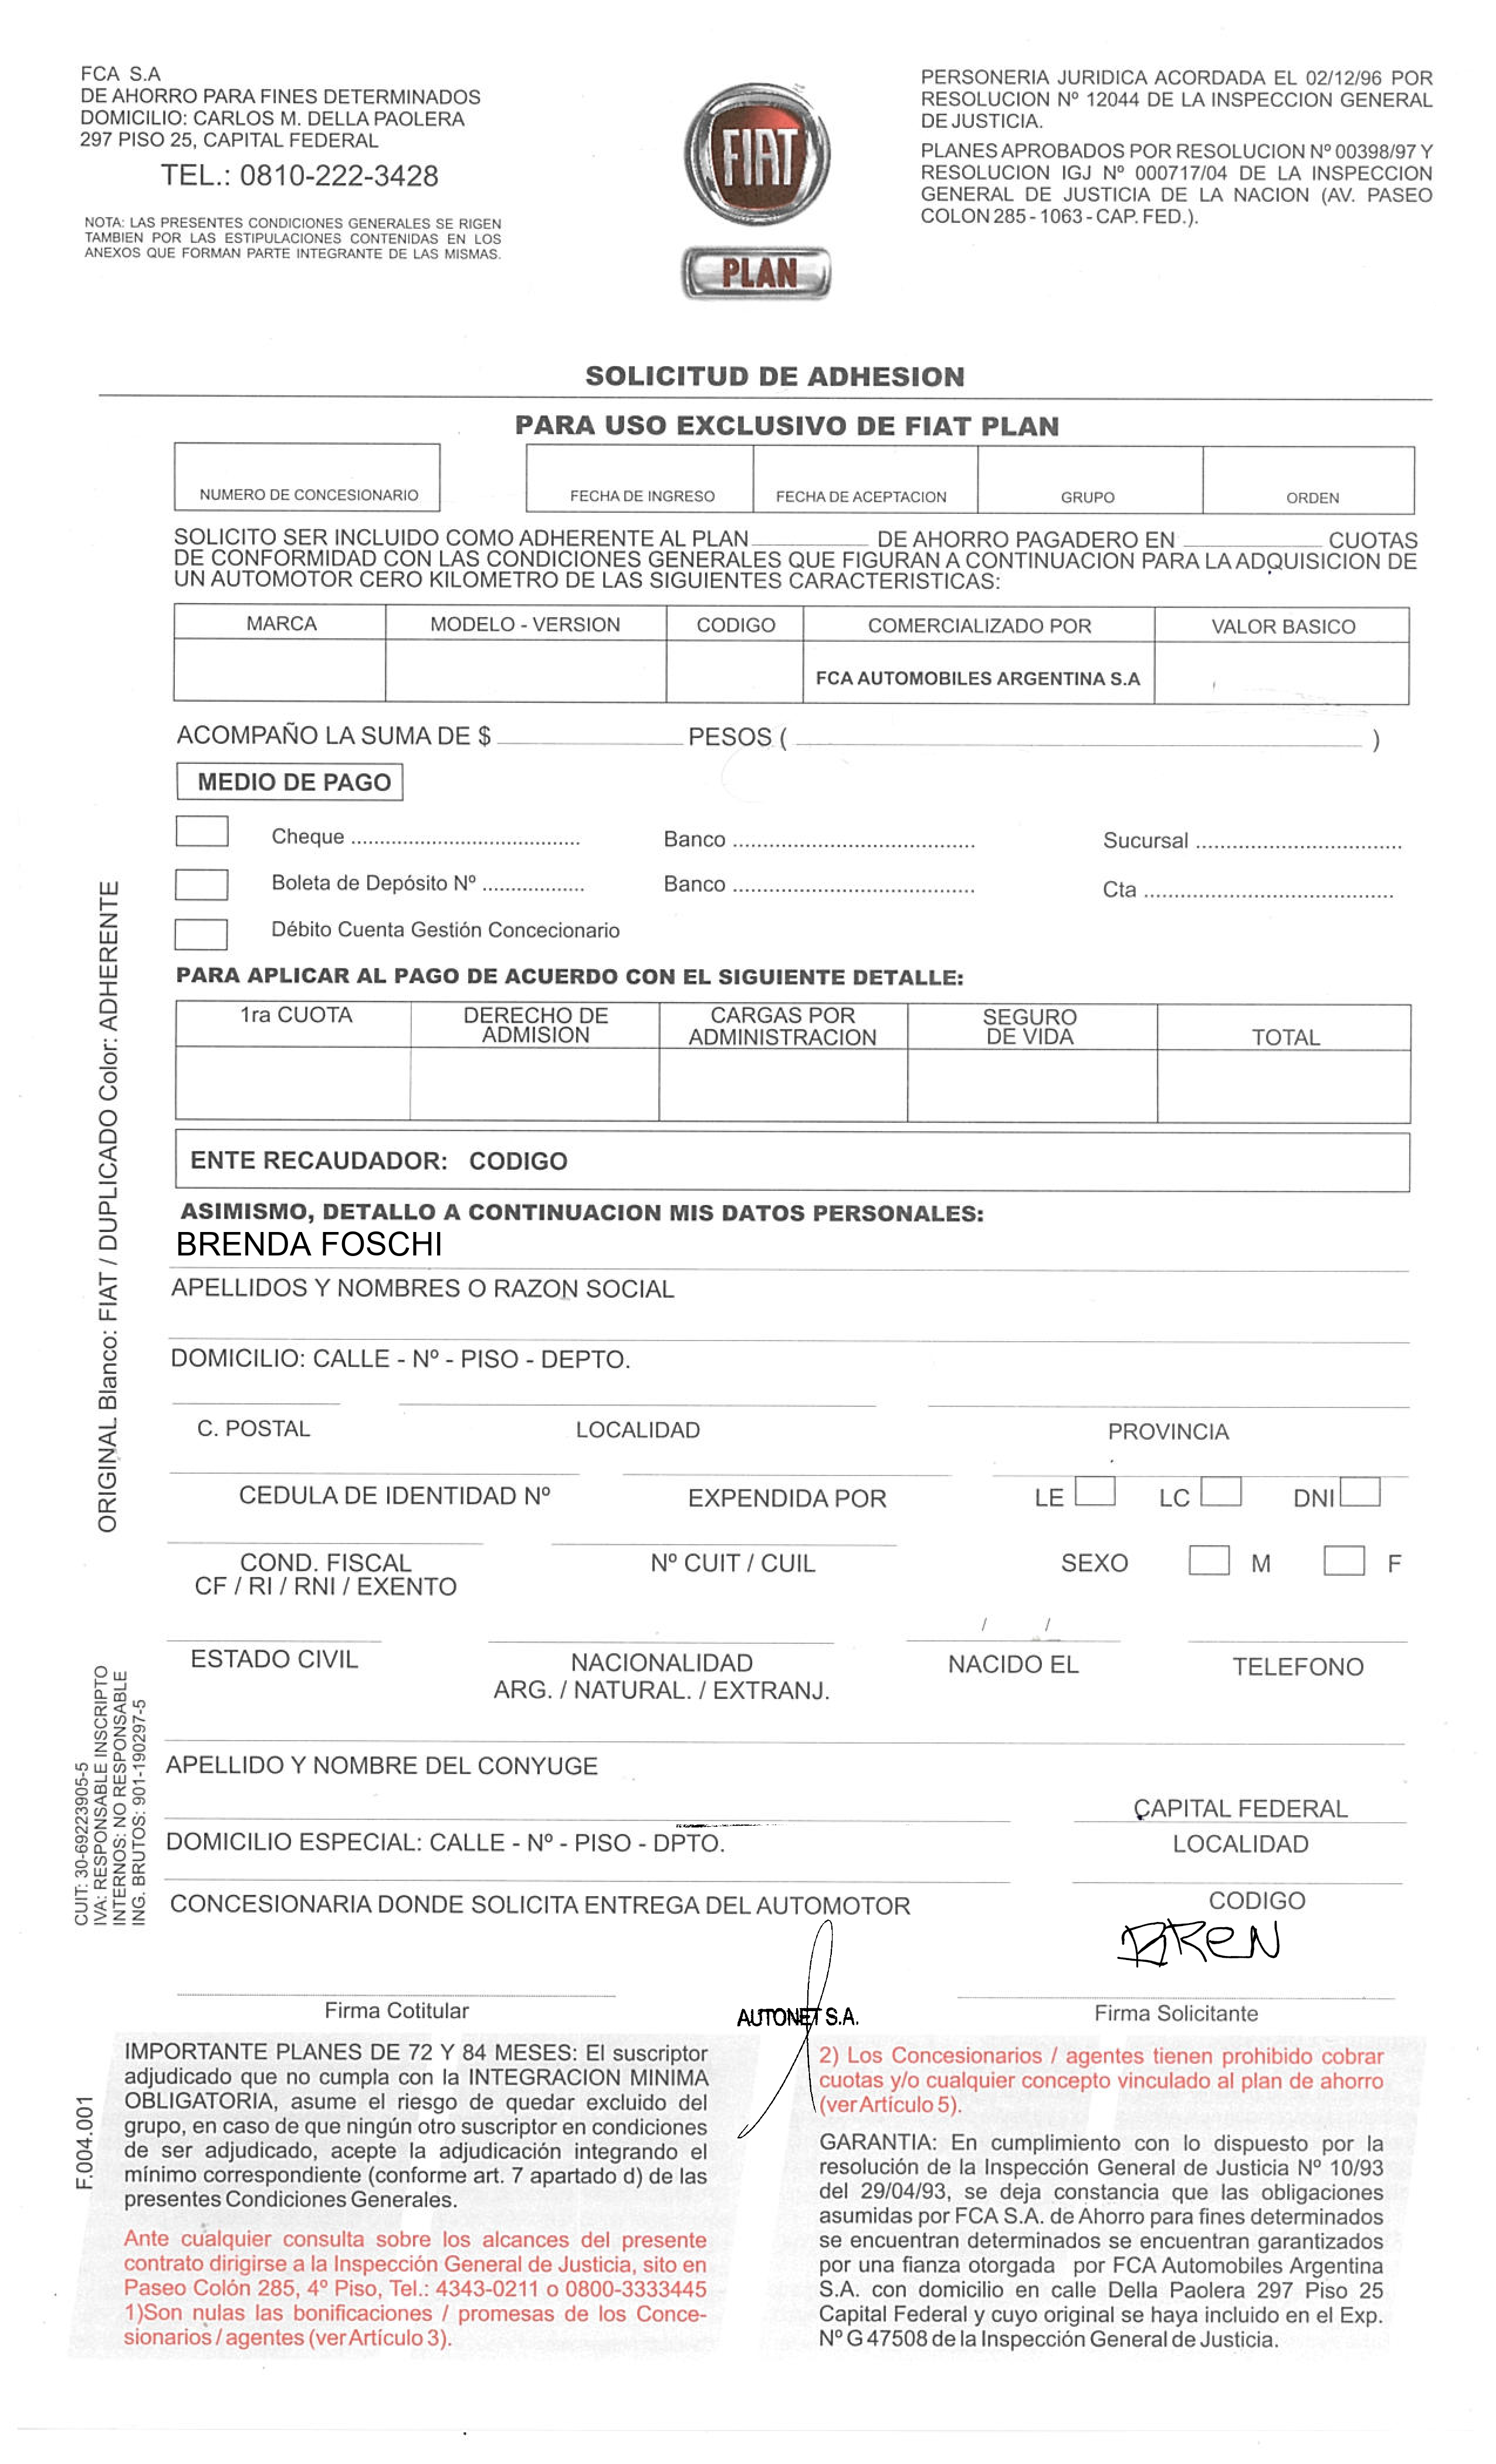 FCA S.A
DE AHORRO PARA FINES DETERMINADOS
DOMICILIO: CARLOS M. DELLA PAOLERA
297 PISO 25, CAPITAL FEDERAL
TEL.: 0810-222-3428
NOTA: LAS PRESENTES CONDICIONES GENERALES SE RIGEN
TAMBIEN POR LAS ESTIPULACIONES CONTENIDAS EN LOS
ANEXOS QUE FORMAN PARTE INTEGRANTE DE LAS MISMAS.
FIAT
PLAN
PERSONERIA JURIDICA ACORDADA EL 02/12/96 POR
RESOLUCION Nº 12044 DE LA INSPECCION GENERAL
DE JUSTICIA.
PLANES APROBADOS POR RESOLUCION Nº 00398/97 Y
RESOLUCION IGJ Nº 000717/04 DE LA INSPECCION
GENERAL DE JUSTICIA DE LA NACION (AV. PASEO
COLON 285 - 1063 - CAP. FED.).
SOLICITUD DE ADHESION
PARA USO EXCLUSIVO DE FIAT PLAN
NUMERO DE CONCESIONARIO FECHA DE INGRESO FECHA DE ACEPTACION GRUPO ORDEN
SOLICITO SER INCLUIDO COMO ADHERENTE AL PLAN__________ DE AHORRO PAGADERO EN ____________ CUOTAS
DE CONFORMIDAD CON LAS CONDICIONES GENERALES QUE FIGURAN A CONTINUACION PARA LA ADQUISICION DE
UN AUTOMOTOR CERO KILOMETRO DE LAS SIGUIENTES CARACTERISTICAS:
MARCA MODELO - VERSION CODIGO COMERCIALIZADO POR VALOR BASICO
FCA AUTOMOBILES ARGENTINA S.A
ACOMPAÑO LA SUMA DE $ ________________ PESOS ( ________________________________________________ )
MEDIO DE PAGO
Cheque ...................................... Banco ........................................ Sucursal ..................................
Boleta de Depósito Nº ................. Banco ........................................ Cta .........................................
Débito Cuenta Gestión Concecionario
PARA APLICAR AL PAGO DE ACUERDO CON EL SIGUIENTE DETALLE:
1ra CUOTA DERECHO DE ADMISION CARGAS POR ADMINISTRACION SEGURO DE VIDA TOTAL
ENTE RECAUDADOR: CODIGO
ASIMISMO, DETALLO A CONTINUACION MIS DATOS PERSONALES:
BRENDA FOSCHI
APELLIDOS Y NOMBRES O RAZON SOCIAL
DOMICILIO: CALLE - Nº - PISO - DEPTO.
C. POSTAL LOCALIDAD PROVINCIA
CEDULA DE IDENTIDAD Nº EXPENDIDA POR LE LC DNI
COND. FISCAL Nº CUIT / CUIL SEXO M F
CF / RI / RNI / EXENTO
/ /
ESTADO CIVIL NACIONALIDAD NACIDO EL TELEFONO
ARG. / NATURAL. / EXTRANJ.
APELLIDO Y NOMBRE DEL CONYUGE
CAPITAL FEDERAL
DOMICILIO ESPECIAL: CALLE - Nº - PISO - DPTO. LOCALIDAD
CONCESIONARIA DONDE SOLICITA ENTREGA DEL AUTOMOTOR CODIGO
BReN
Firma Cotitular AUTONET S.A. Firma Solicitante
IMPORTANTE PLANES DE 72 Y 84 MESES: El suscriptor
adjudicado que no cumpla con la INTEGRACION MINIMA
OBLIGATORIA, asume el riesgo de quedar excluido del
grupo, en caso de que ningún otro suscriptor en condiciones
de ser adjudicado, acepte la adjudicación integrando el
mínimo correspondiente (conforme art. 7 apartado d) de las
presentes Condiciones Generales.
Ante cualquier consulta sobre los alcances del presente
contrato dirigirse a la Inspección General de Justicia, sito en
Paseo Colón 285, 4º Piso, Tel.: 4343-0211 o 0800-3333445
1)Son nulas las bonificaciones / promesas de los Conce-
sionarios / agentes (ver Artículo 3).
2) Los Concesionarios / agentes tienen prohibido cobrar
cuotas y/o cualquier concepto vinculado al plan de ahorro
(ver Artículo 5).
GARANTIA: En cumplimiento con lo dispuesto por la
resolución de la Inspección General de Justicia Nº 10/93
del 29/04/93, se deja constancia que las obligaciones
asumidas por FCA S.A. de Ahorro para fines determinados
se encuentran determinados se encuentran garantizados
por una fianza otorgada por FCA Automobiles Argentina
S.A. con domicilio en calle Della Paolera 297 Piso 25
Capital Federal y cuyo original se haya incluido en el Exp.
Nº G 47508 de la Inspección General de Justicia.
ORIGINAL Blanco: FIAT / DUPLICADO Color: ADHERENTE
CUIT: 30-69223905-5
IVA: RESPONSABLE INSCRIPTO
INTERNOS: NO RESPONSABLE
ING. BRUTOS: 901-190297-5
F.004.001